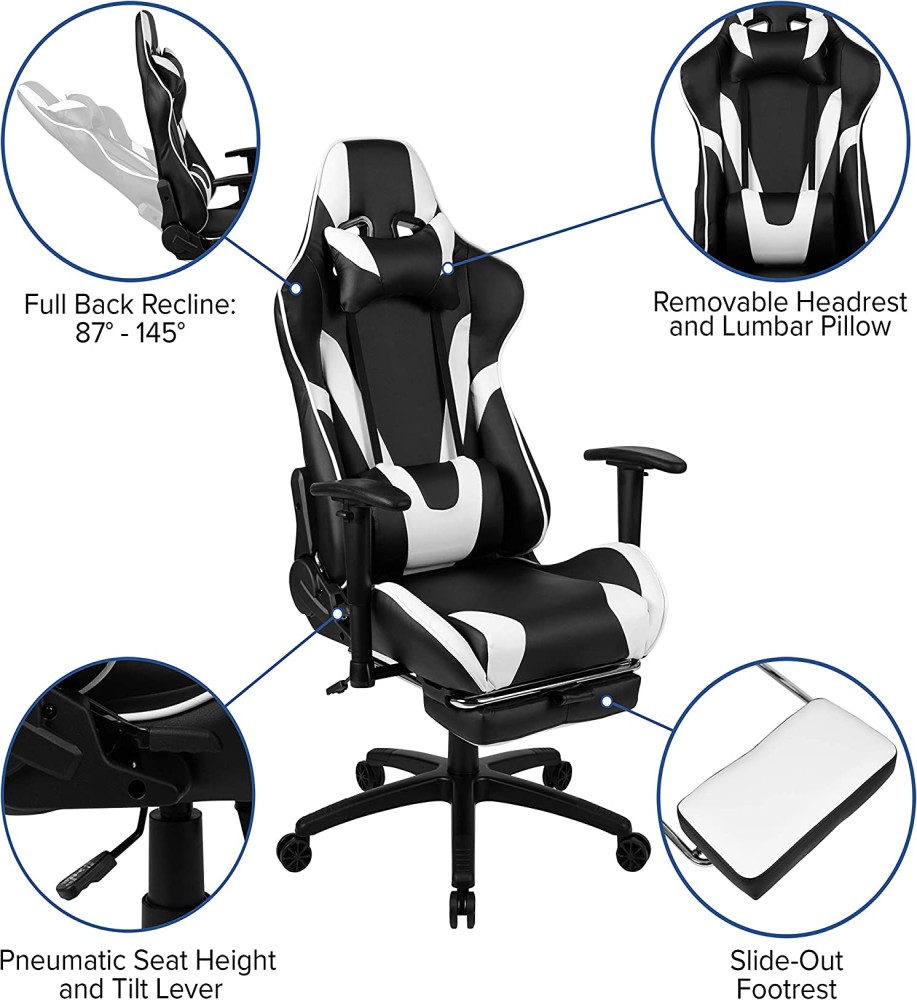 Full Back Recline:
87° - 145°
Removable Headrest
and Lumbar Pillow
Pneumatic Seat Height
and Tilt Lever
Slide-Out
Footrest